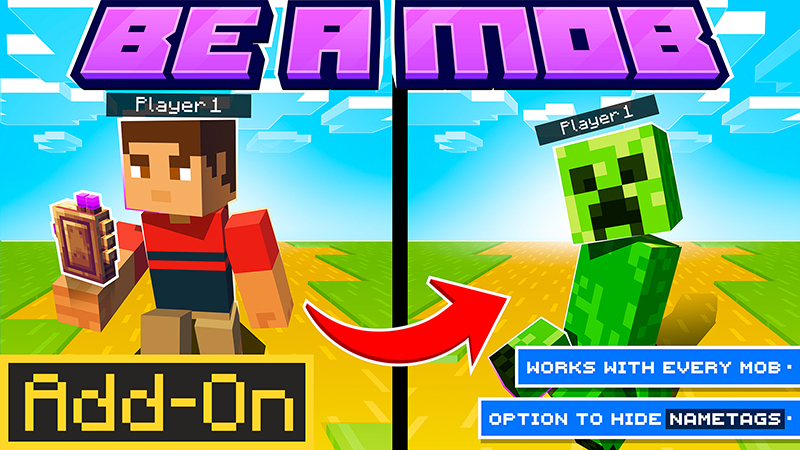 BE A MOB
Player 1
Player 1
Add-On
WORKS WITH EVERY MOB
OPTION TO HIDE NAMETAGS